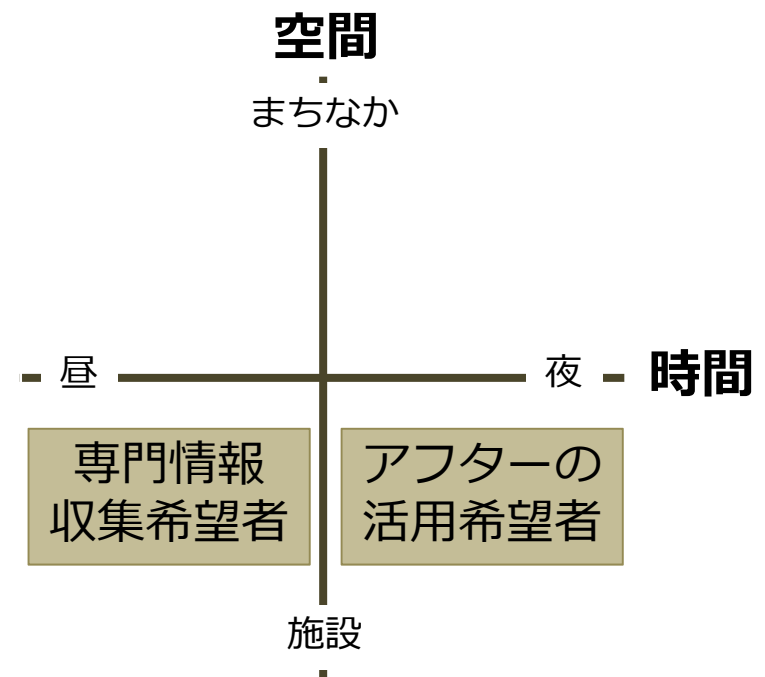 空間
まちなか
昼
夜
時間
専門情報
収集希望者
アフターの
活用希望者
施設